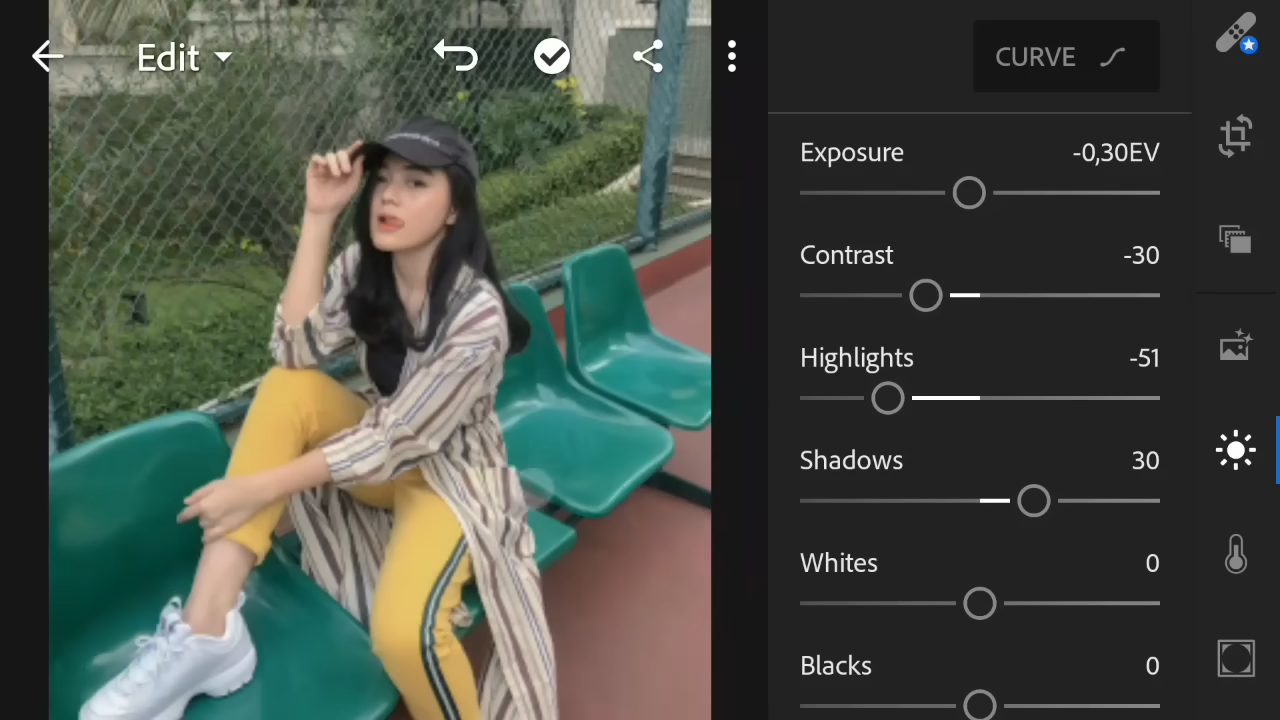 Edit
CURVE
Exposure -0,30EV
Contrast -30
Highlights -51
Shadows 30
Whites 0
Blacks 0